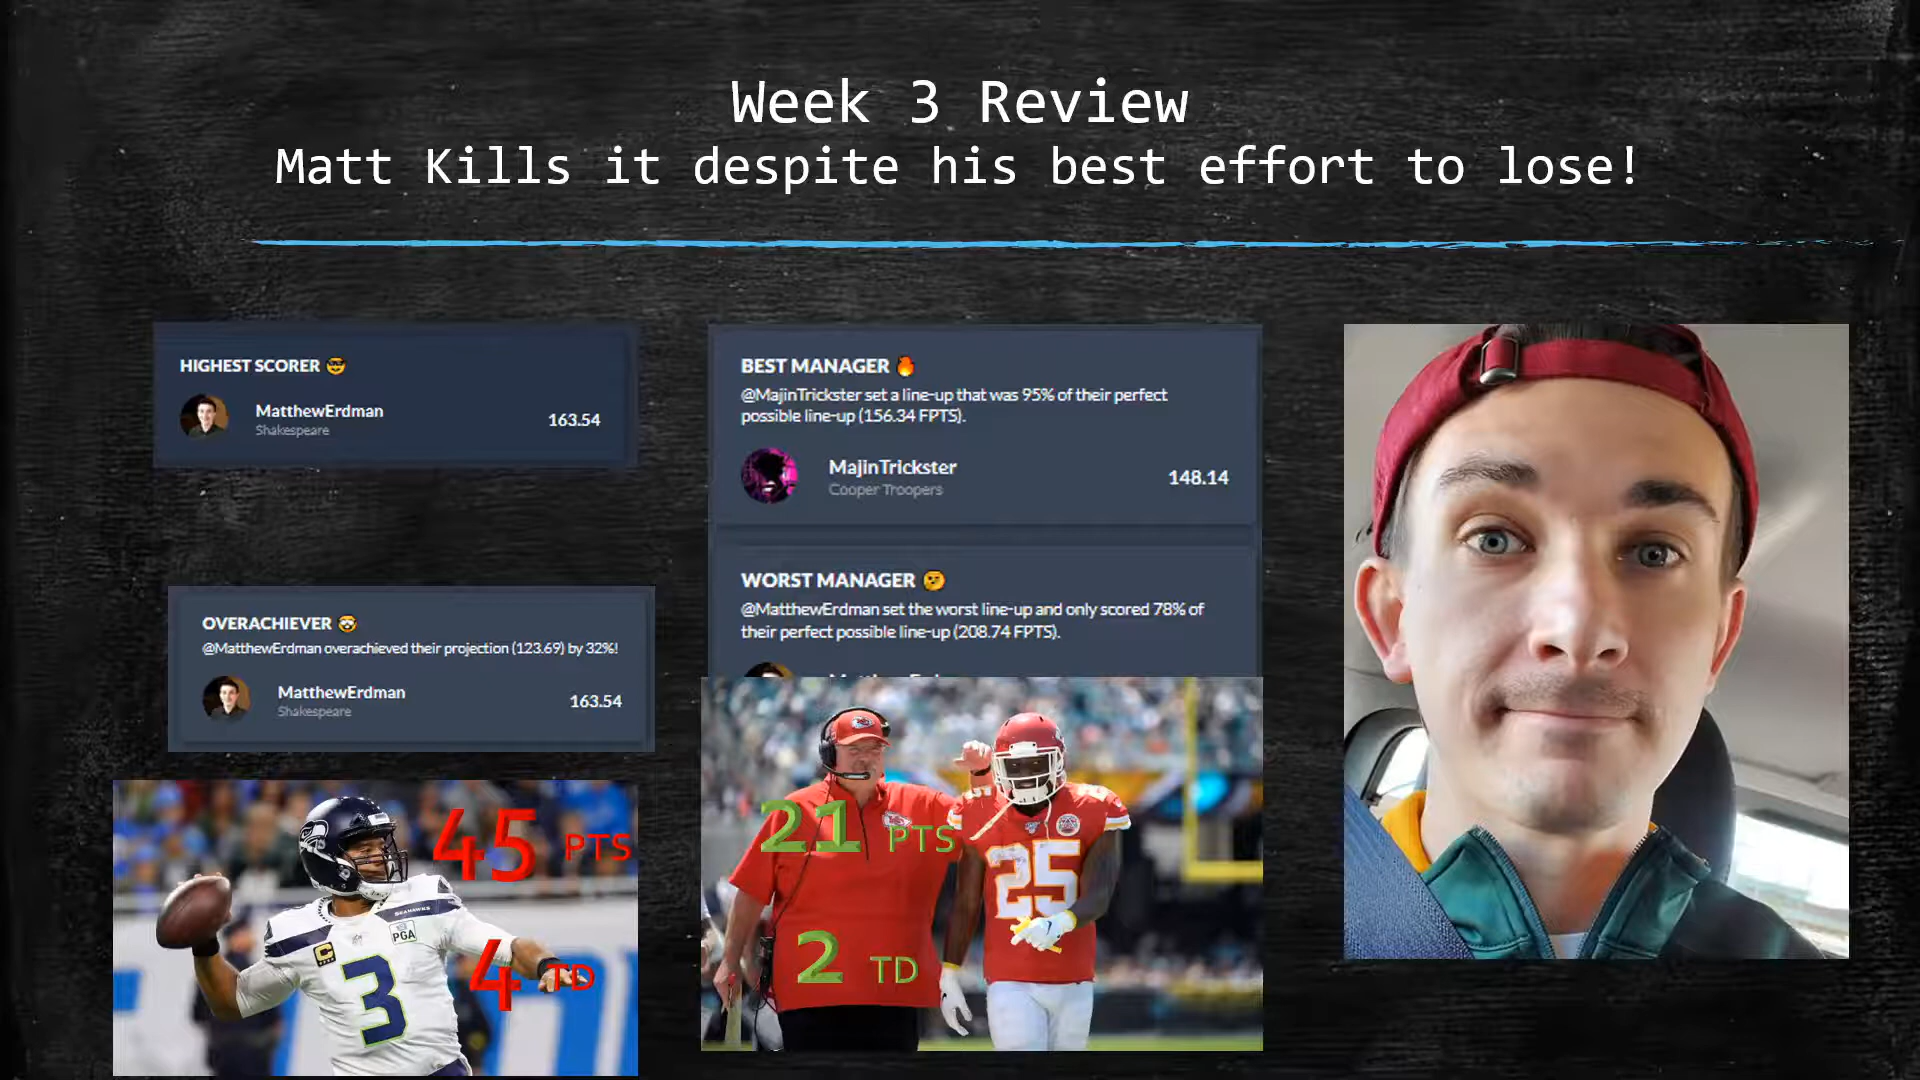 Week 3 Review
Matt Kills it despite his best effort to lose!
HIGHEST SCORER
MatthewErdman
Shakespeare
163.54
OVERACHIEVER
@MatthewErdman overachieved their projection (123.69) by 32%!
MatthewErdman
Shakespeare
163.54
BEST MANAGER
@MajinTrickster set a line-up that was 95% of their perfect
possible line-up (156.34 FPTS).
MajinTrickster
Cooper Troopers
148.14
WORST MANAGER
@MatthewErdman set the worst line-up and only scored 78% of
their perfect possible line-up (208.74 FPTS).
45 PTS
4 TD
SEAHAWKS
PGA
C
3
21 PTS
2 TD
25